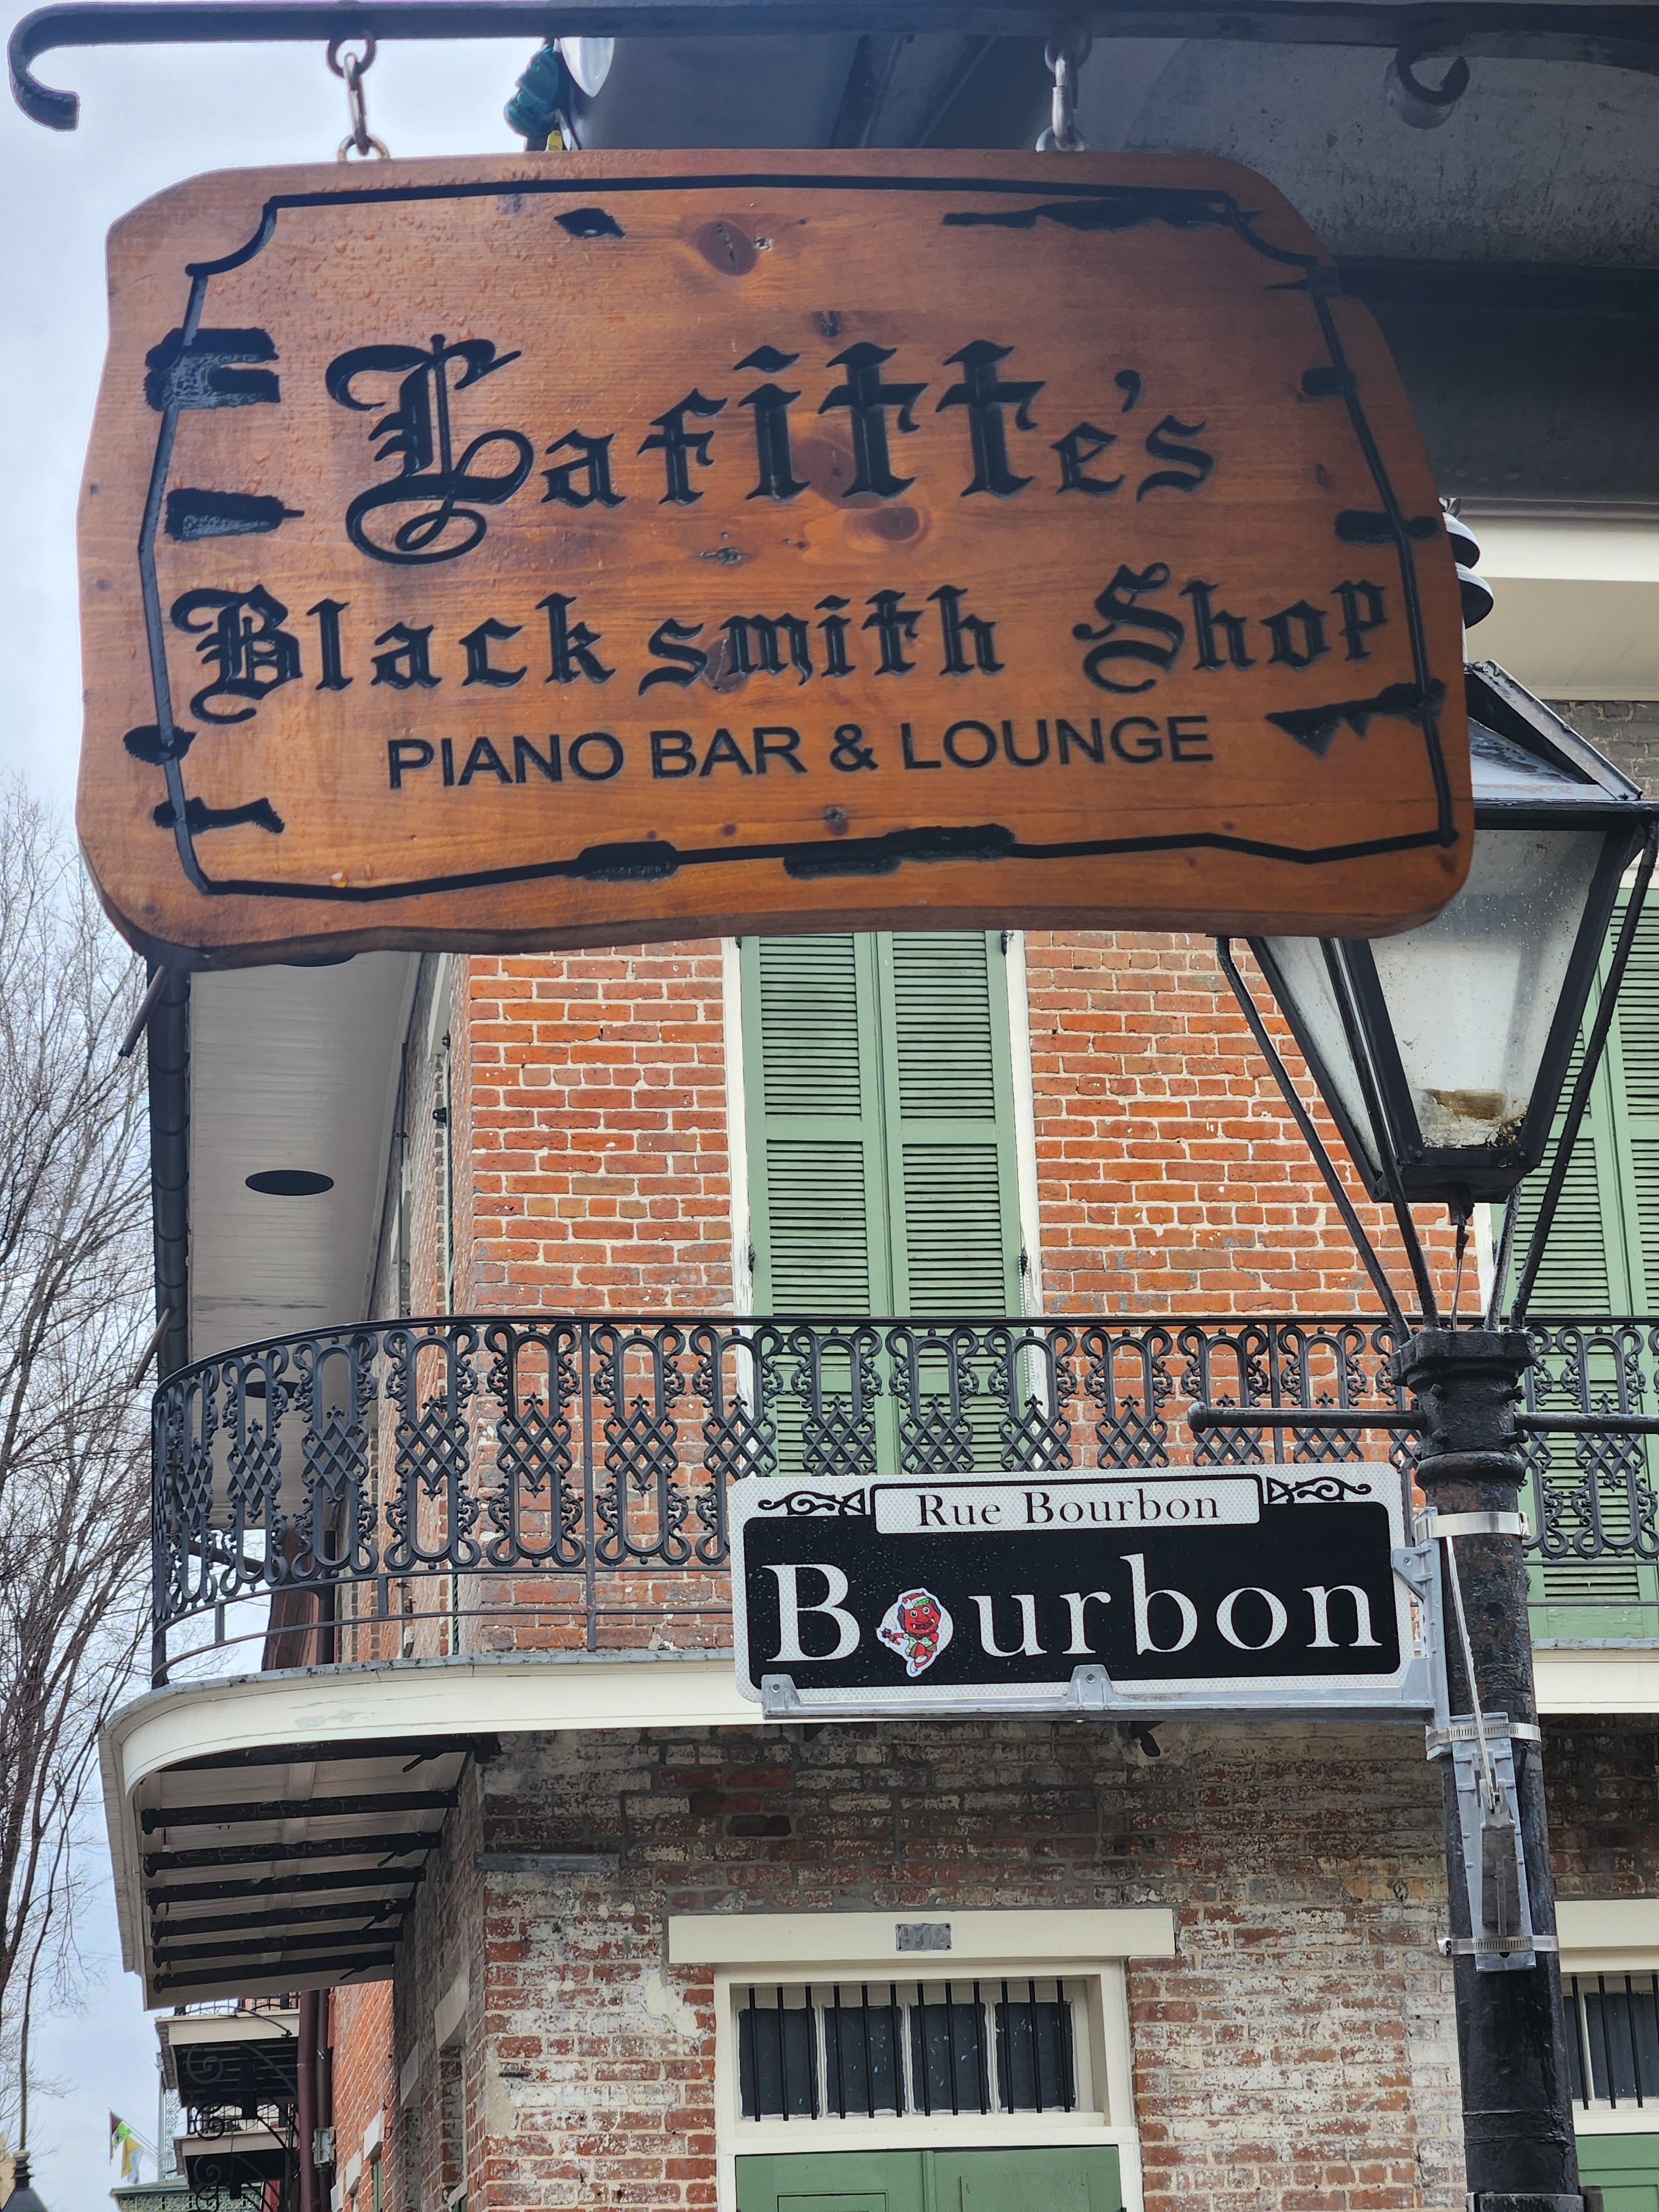 Lafitte's
Blacksmith Shop
PIANO BAR & LOUNGE
Rue Bourbon
Bourbon